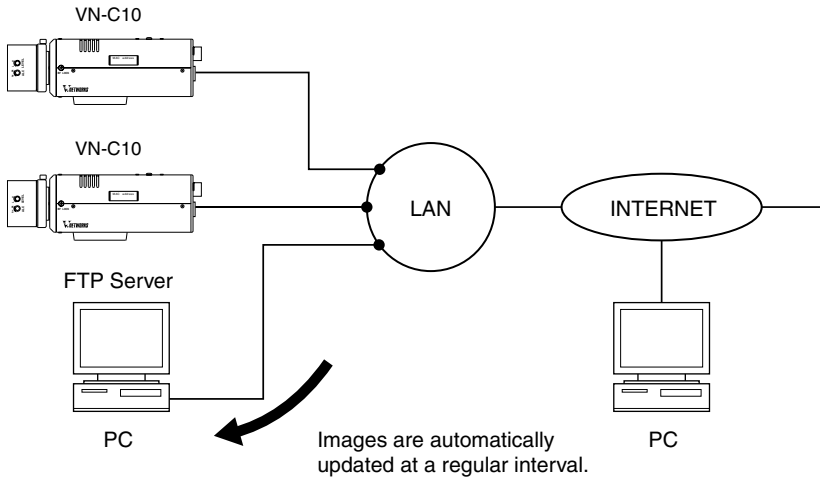 VN-C10
VN-C10
LAN
INTERNET
FTP Server
PC
PC
Images are automatically
updated at a regular interval.